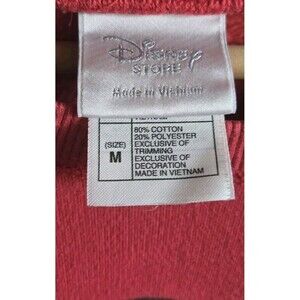 Disney
STORE
Made in Vietnam
80% COTTON
20% POLYESTER
EXCLUSIVE OF
TRIMMING
(SIZE) M
EXCLUSIVE OF
DECORATION
MADE IN VIETNAM